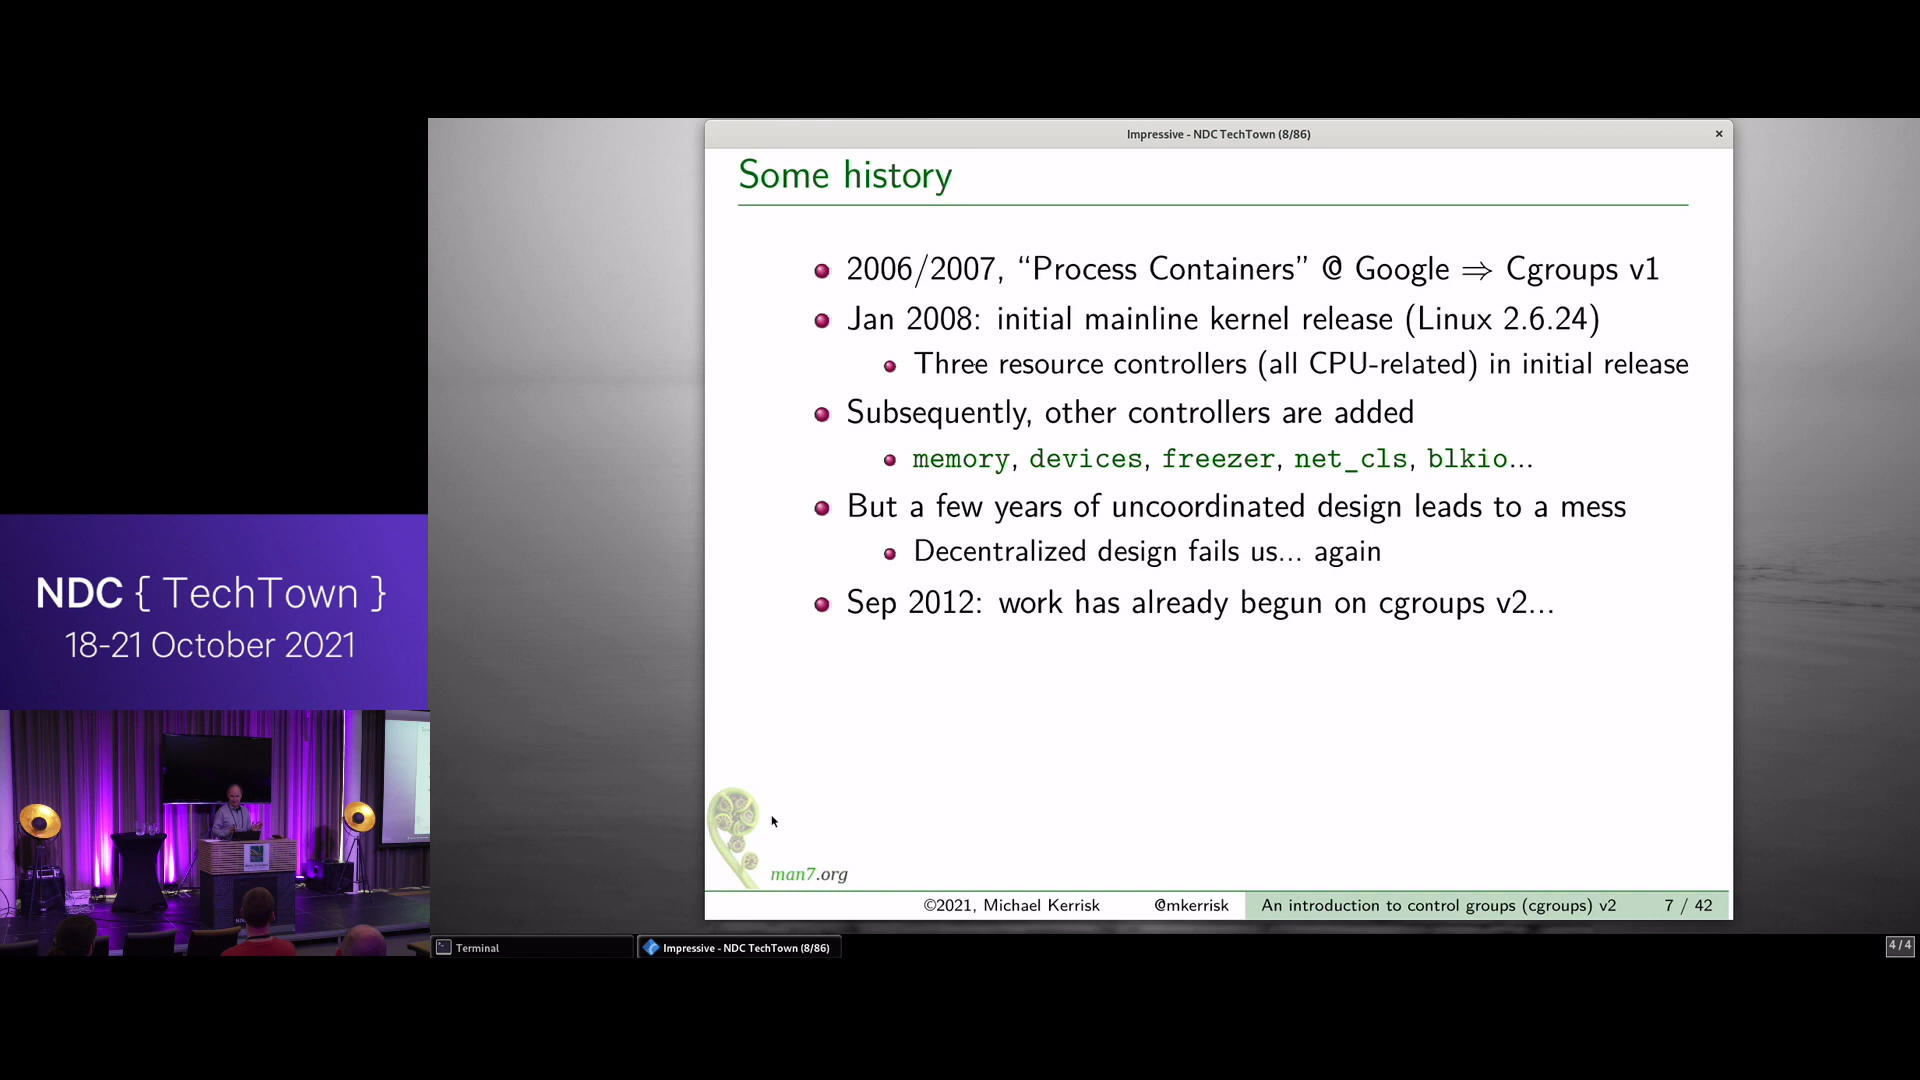 Impressive - NDC TechTown (8/86)
Some history
2006/2007, “Process Containers” @ Google ⇒ Cgroups v1
Jan 2008: initial mainline kernel release (Linux 2.6.24)
Three resource controllers (all CPU-related) in initial release
Subsequently, other controllers are added
memory, devices, freezer, net_cls, blkio...
But a few years of uncoordinated design leads to a mess
Decentralized design fails us... again
Sep 2012: work has already begun on cgroups v2...
man7.org
©2021, Michael Kerrisk @mkerrisk An introduction to control groups (cgroups) v2 7 / 42
NDC { TechTown }
18-21 October 2021
Terminal
Impressive - NDC TechTown (8/86)
4/4